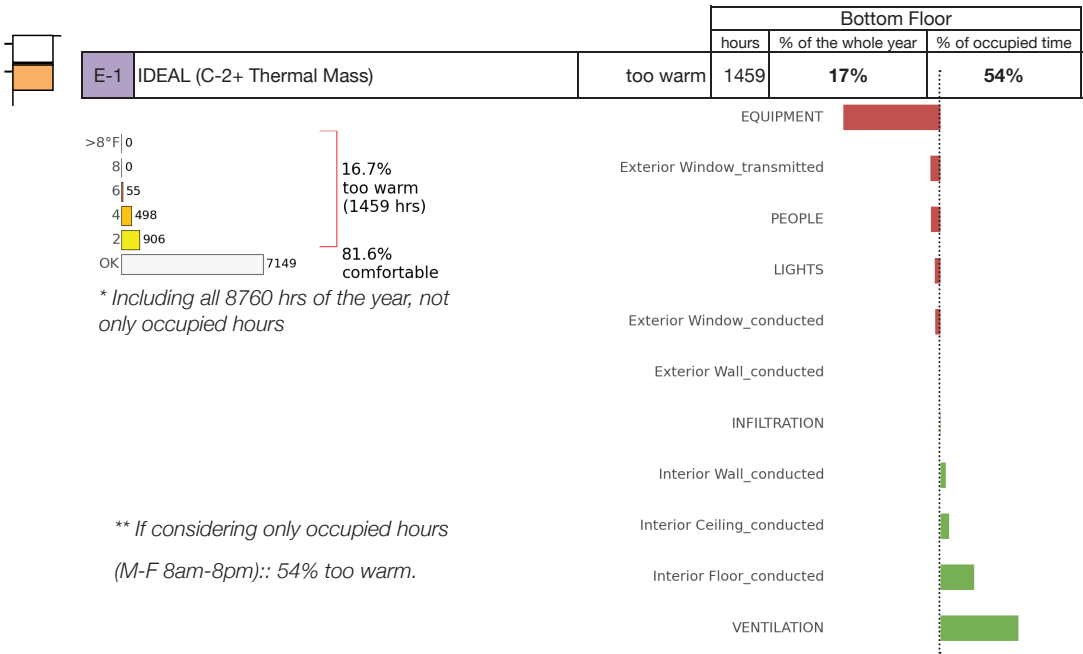 Bottom Floor
hours % of the whole year % of occupied time
E-1 IDEAL (C-2+ Thermal Mass) too warm 1459 17% 54%
>8°F 0
8 0
6 55
4 498
2 906
OK 7149
16.7%
too warm
(1459 hrs)
81.6%
comfortable
* Including all 8760 hrs of the year, not
only occupied hours
** If considering only occupied hours
(M-F 8am-8pm):: 54% too warm.
EQUIPMENT
Exterior Window_transmitted
PEOPLE
LIGHTS
Exterior Window_conducted
Exterior Wall_conducted
INFILTRATION
Interior Wall_conducted
Interior Ceiling_conducted
Interior Floor_conducted
VENTILATION